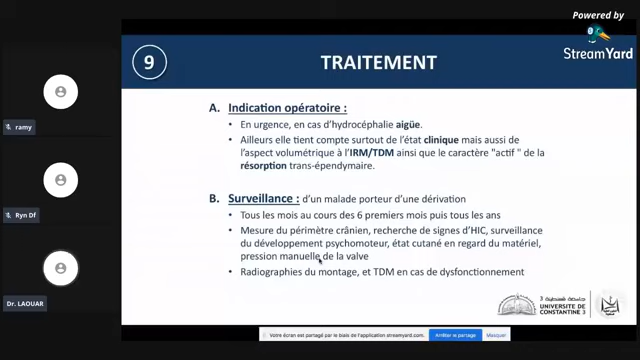 Powered by
StreamYard
9
TRAITEMENT
A. Indication opératoire :
• En urgence, en cas d'hydrocéphalie aigüe.
• Ailleurs elle tient compte surtout de l'état clinique mais aussi de
l'aspect volumétrique à l'IRM/TDM ainsi que le caractère "actif " de la
résorption trans-épendymaire.
B. Surveillance : d'un malade porteur d'une dérivation
• Tous les mois au cours des 6 premiers mois puis tous les ans
• Mesure du périmètre crânien, recherche de signes d'HIC, surveillance
du développement psychomoteur, état cutané en regard du matériel,
pression manuelle de la valve
• Radiographies du montage, et TDM en cas de dysfonctionnement
ramy
Ryn Df
Dr. LAOUAR
جامعة قسنطينة 3
UNIVERSITÉ DE
CONSTANTINE 3
Votre écran est partagé par le biais de l'application streamyard.com.
Arrêter le partage
Masquer